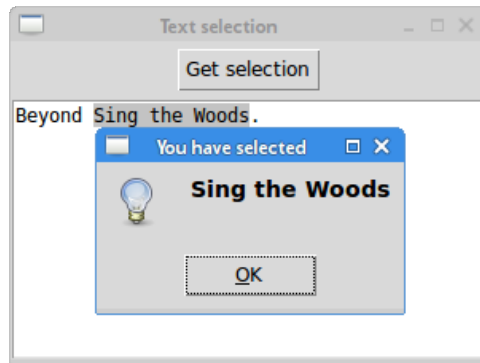 Text selection
Get selection
Beyond Sing the Woods.
You have selected
Sing the Woods
OK